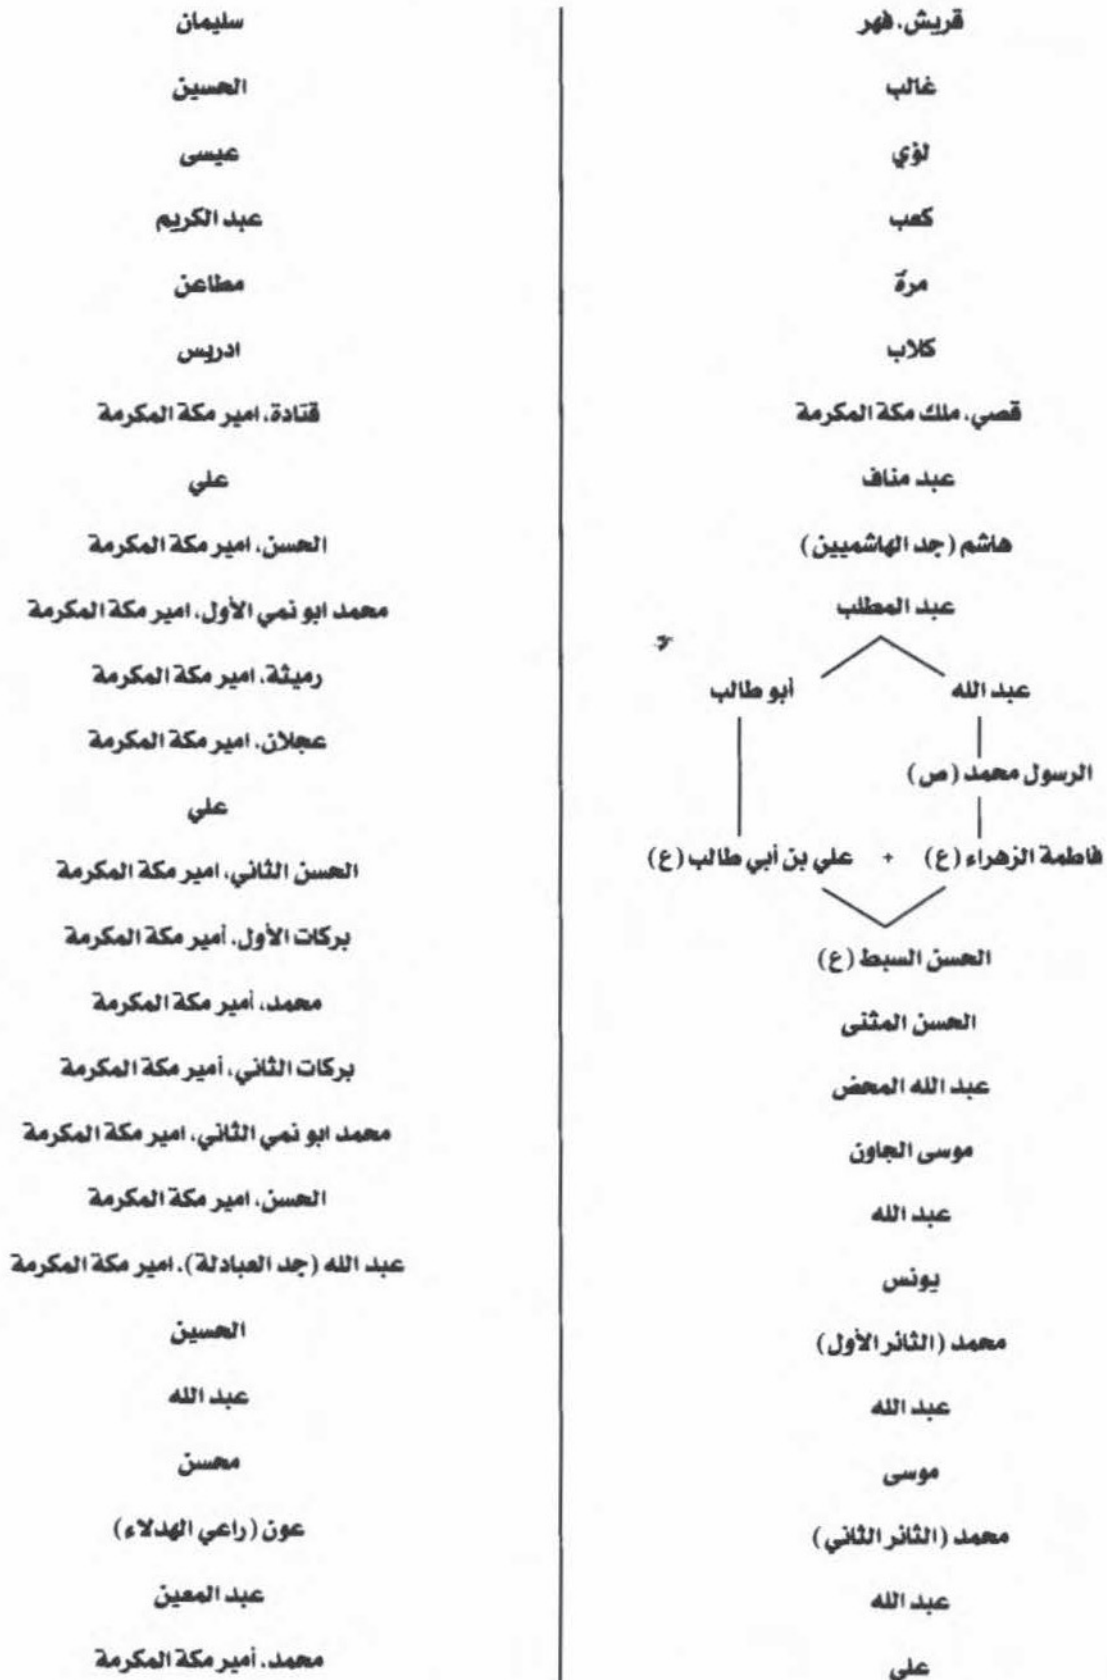 قريش، فهر
غالب
لؤي
كعب
مرة
كلاب
قصي، ملك مكة المكرمة
عبد مناف
هاشم (جد الهاشميين)
عبد المطلب
عبد الله
أبو طالب
الرسول محمد (ص)
فاطمة الزهراء (ع) + علي بن أبي طالب (ع)
الحسن السبط (ع)
الحسن المثنى
عبد الله المحض
موسى الجاون
عبد الله
يونس
محمد (الثائر الأول)
عبد الله
موسى
محمد (الثائر الثاني)
عبد الله
علي
سليمان
الحسين
عيسى
عبد الكريم
مطاعن
ادريس
قتادة، امير مكة المكرمة
علي
الحسن، امير مكة المكرمة
محمد ابو نمي الأول، امير مكة المكرمة
رميثة، امير مكة المكرمة
عجلان، امير مكة المكرمة
علي
الحسن الثاني، امير مكة المكرمة
بركات الأول، أمير مكة المكرمة
محمد، أمير مكة المكرمة
بركات الثاني، أمير مكة المكرمة
محمد ابو نمي الثاني، امير مكة المكرمة
الحسن، امير مكة المكرمة
عبد الله (جد العبادلة)، امير مكة المكرمة
الحسين
عبد الله
محسن
عون (راعي الهدلاء)
عبد المعين
محمد، أمير مكة المكرمة